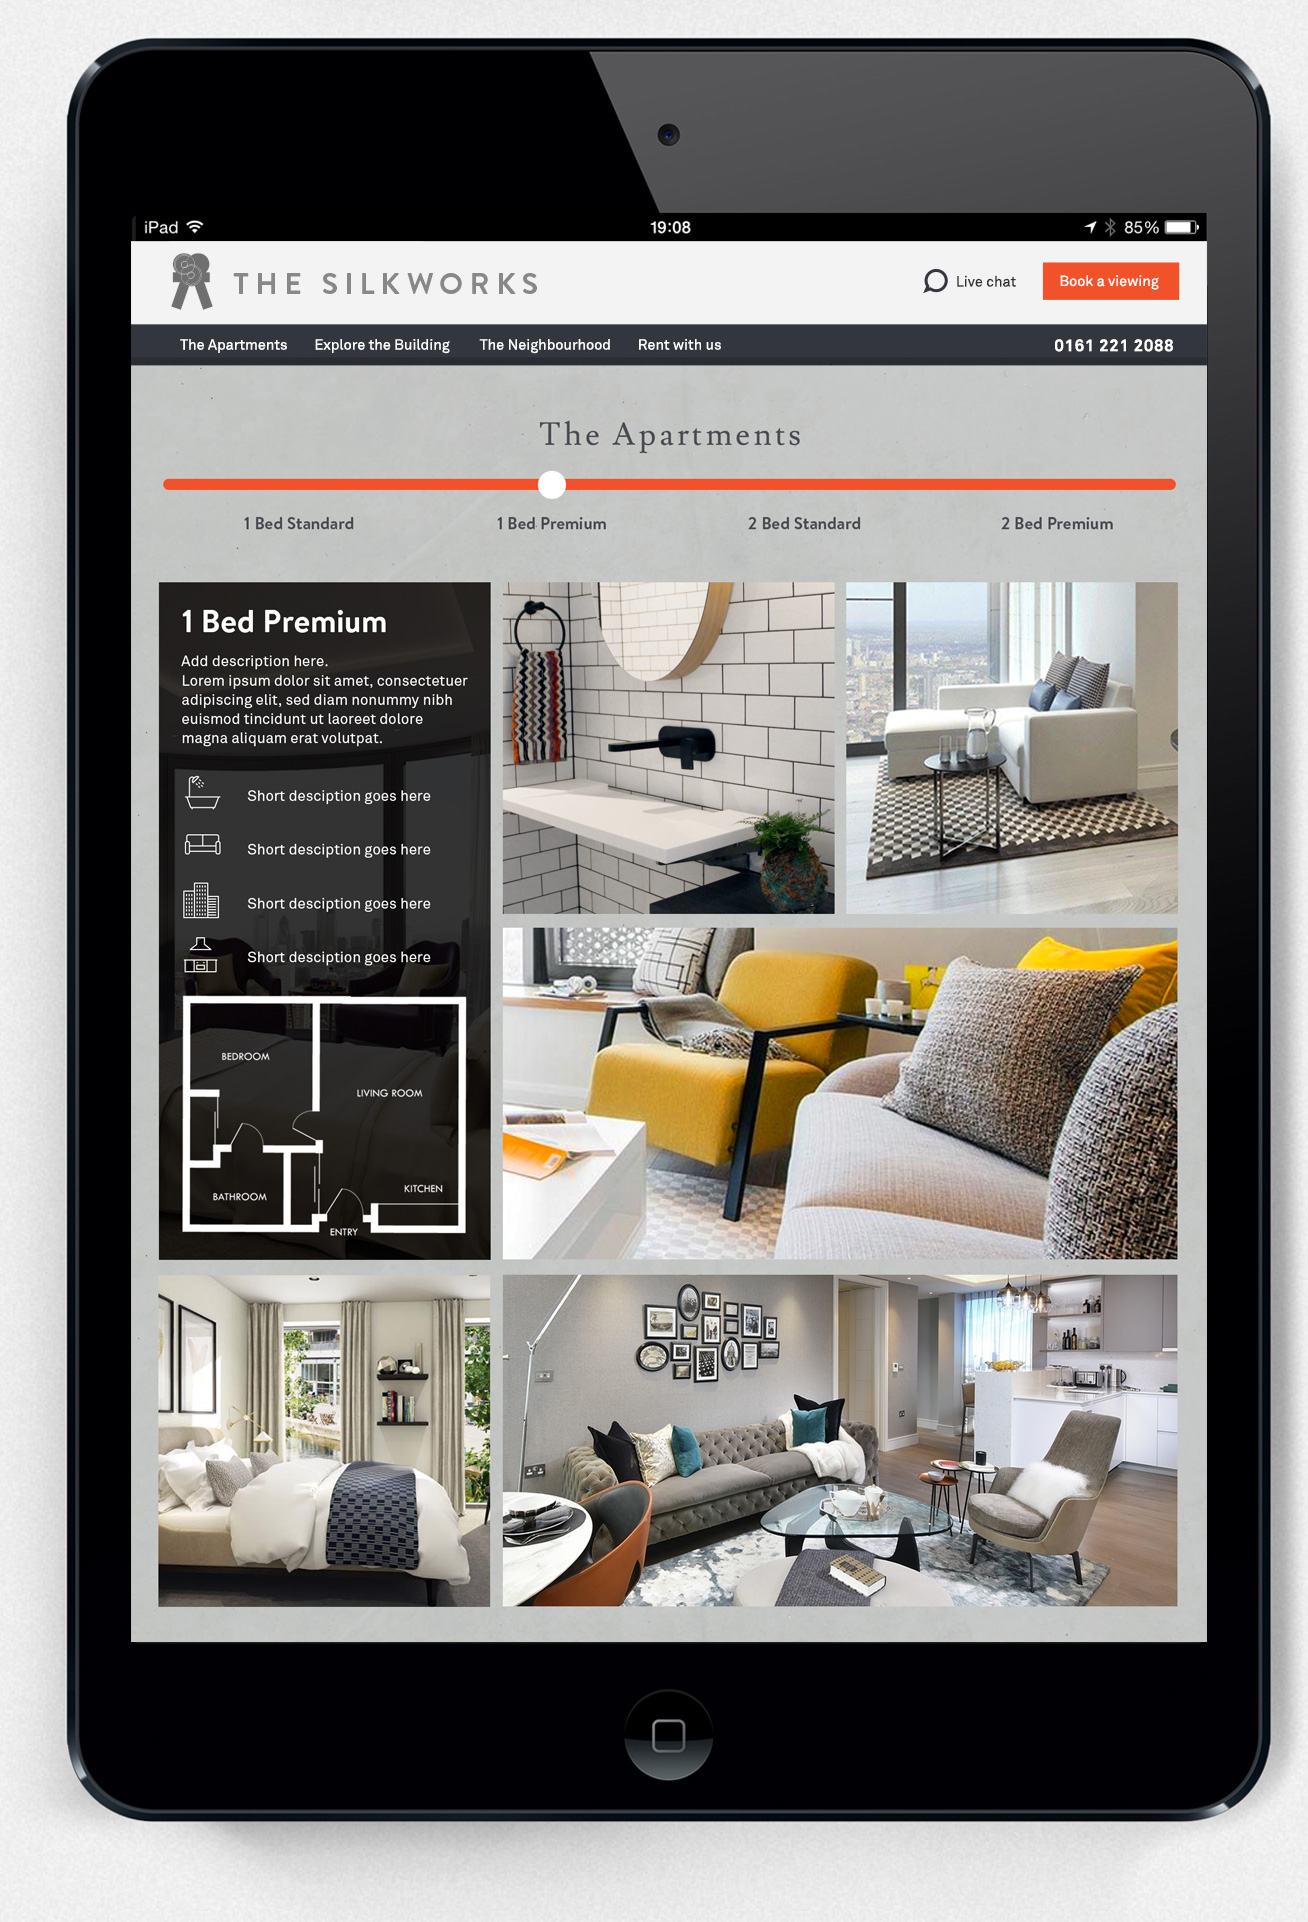 iPad
19:08
85%
THE SILKWORKS
Live chat
Book a viewing
The Apartments
Explore the Building
The Neighbourhood
Rent with us
0161 221 2088
The Apartments
1 Bed Standard
1 Bed Premium
2 Bed Standard
2 Bed Premium
1 Bed Premium
Add description here.
Lorem ipsum dolor sit amet, consectetuer
adipiscing elit, sed diam nonummy nibh
euismod tincidunt ut laoreet dolore
magna aliquam erat volutpat.
Short desciption goes here
Short desciption goes here
Short desciption goes here
Short desciption goes here
BEDROOM
LIVING ROOM
KITCHEN
BATHROOM
ENTRY